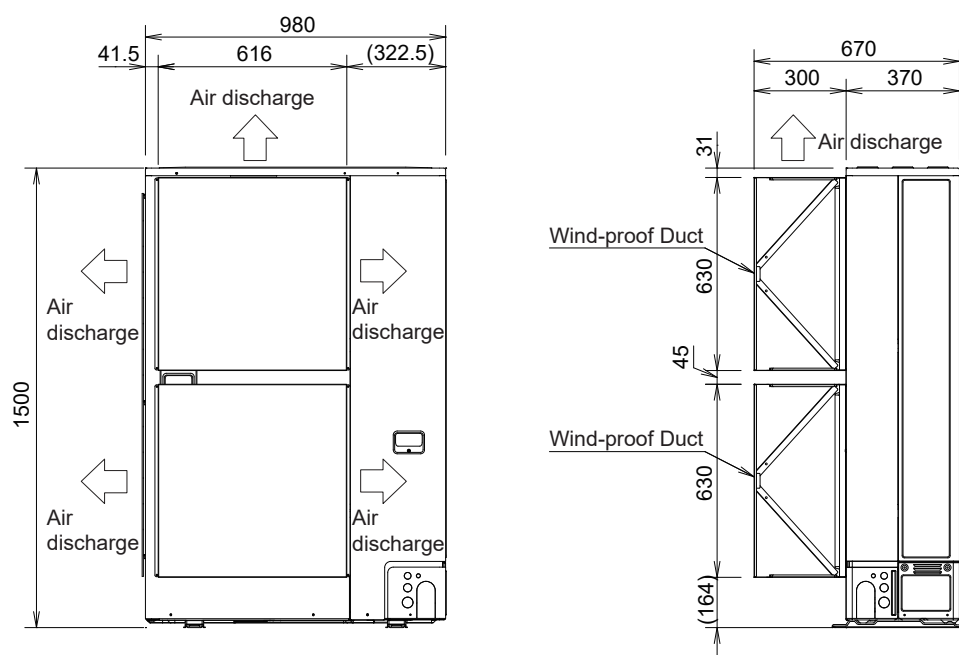 980
41.5
616
(322.5)
Air discharge
Air
discharge
Air
discharge
1500
Air
discharge
Air
discharge
670
300
370
Air discharge
31
Wind-proof Duct
630
45
Wind-proof Duct
630
(164)